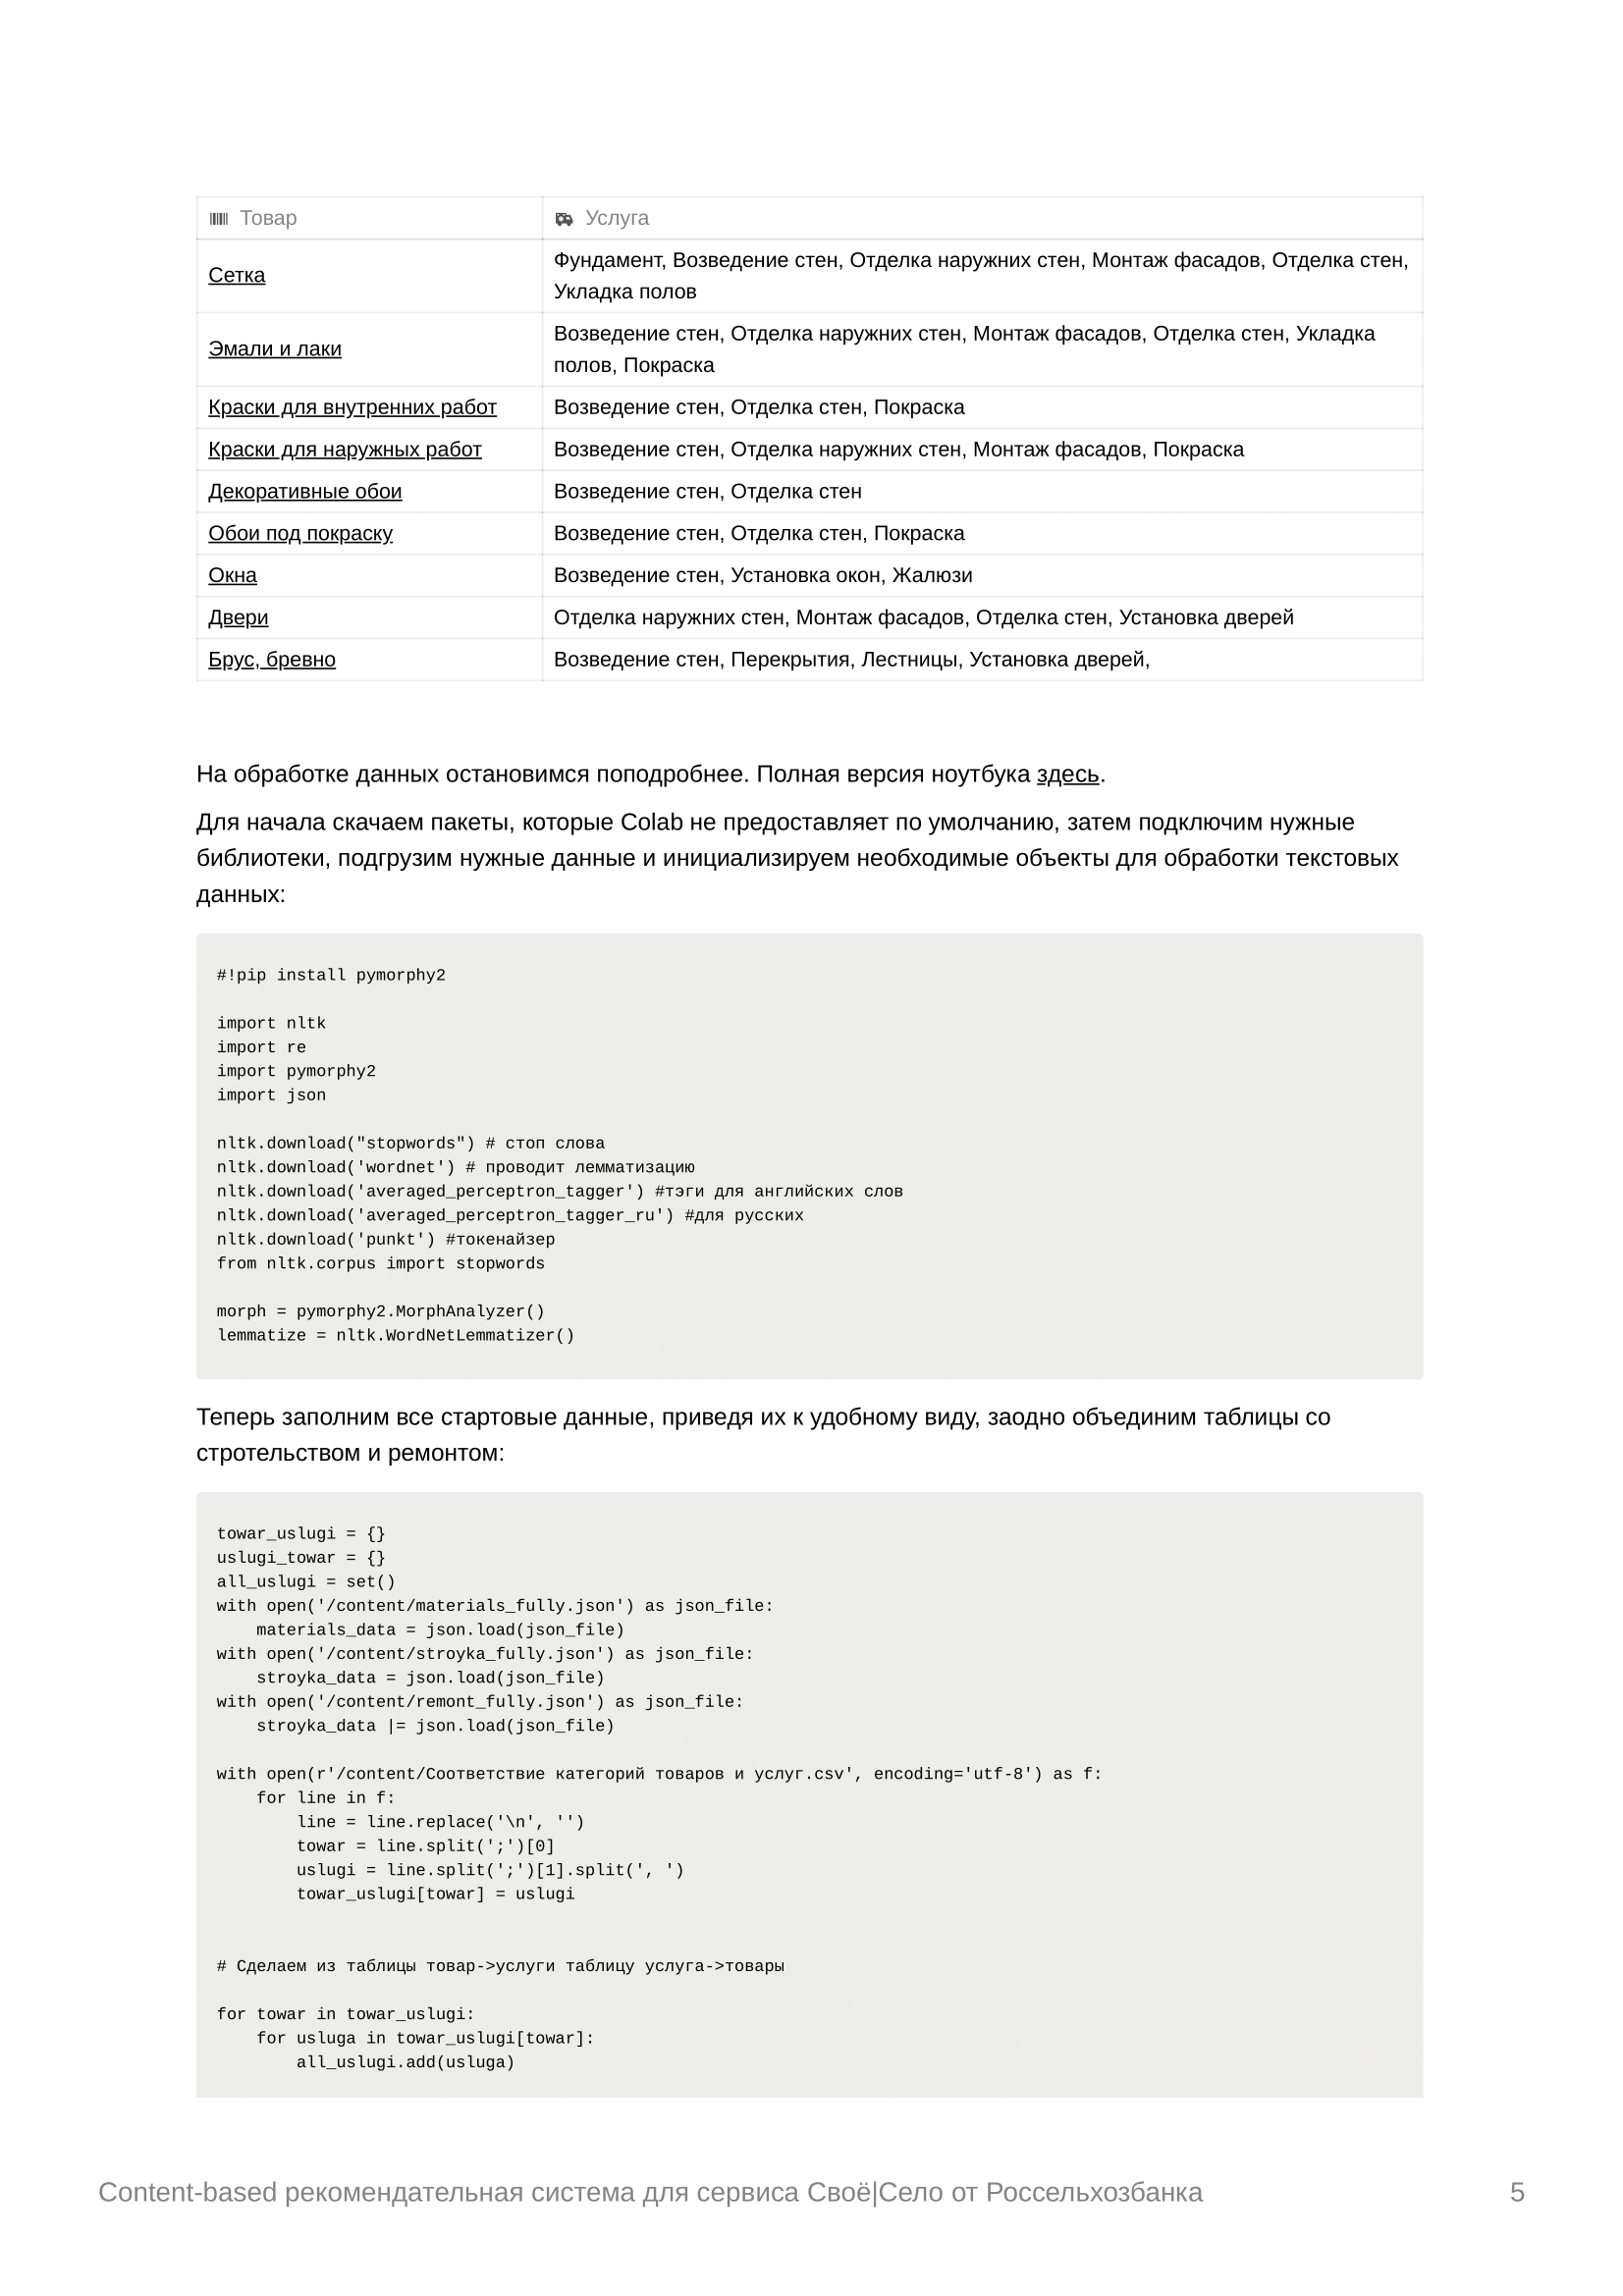 Товар Услуга
Сетка
Фундамент, Возведение стен, Отделка наружних стен, Монтаж фасадов, Отделка стен,
Укладка полов
Эмали и лаки
Возведение стен, Отделка наружних стен, Монтаж фасадов, Отделка стен, Укладка
полов, Покраска
Краски для внутренних работ Возведение стен, Отделка стен, Покраска
Краски для наружных работ Возведение стен, Отделка наружних стен, Монтаж фасадов, Покраска
Декоративные обои Возведение стен, Отделка стен
Обои под покраску Возведение стен, Отделка стен, Покраска
Окна Возведение стен, Установка окон, Жалюзи
Двери Отделка наружних стен, Монтаж фасадов, Отделка стен, Установка дверей
Брус, бревно Возведение стен, Перекрытия, Лестницы, Установка дверей,
На обработке данных остановимся поподробнее. Полная версия ноутбука здесь.
Для начала скачаем пакеты, которые Colab не предоставляет по умолчанию, затем подключим нужные
библиотеки, подгрузим нужные данные и инициализируем необходимые объекты для обработки текстовых
данных:
#!pip install pymorphy2
import nltk
import re
import pymorphy2
import json
nltk.download("stopwords") # стоп слова
nltk.download('wordnet') # проводит лемматизацию
nltk.download('averaged_perceptron_tagger') #тэги для английских слов
nltk.download('averaged_perceptron_tagger_ru') #для русских
nltk.download('punkt') #токенайзер
from nltk.corpus import stopwords
morph = pymorphy2.MorphAnalyzer()
lemmatize = nltk.WordNetLemmatizer()
Теперь заполним все стартовые данные, приведя их к удобному виду, заодно объединим таблицы со
стротельством и ремонтом:
towar_uslugi = {}
uslugi_towar = {}
all_uslugi = set()
with open('/content/materials_fully.json') as json_file:
    materials_data = json.load(json_file)
with open('/content/stroyka_fully.json') as json_file:
    stroyka_data = json.load(json_file)
with open('/content/remont_fully.json') as json_file:
    stroyka_data |= json.load(json_file)
with open(r'/content/Соответствие категорий товаров и услуг.csv', encoding='utf-8') as f:
    for line in f:
        line = line.replace('\n', '')
        towar = line.split(';')[0]
        uslugi = line.split(';')[1].split(', ')
        towar_uslugi[towar] = uslugi
# Сделаем из таблицы товар->услуги таблицу услуга->товары
for towar in towar_uslugi:
    for usluga in towar_uslugi[towar]:
        all_uslugi.add(usluga)
Content-based рекомендательная система для сервиса Своё|Село от Россельхозбанка 5